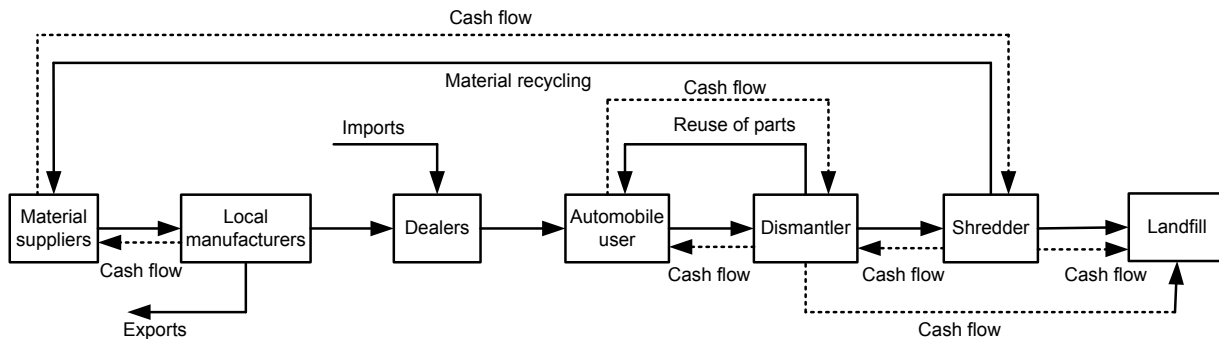 Cash flow
Material recycling
Cash flow
Imports
Reuse of parts
Material
suppliers
Local
manufacturers
Dealers
Automobile
user
Dismantler
Shredder
Landfill
Cash flow
Cash flow
Cash flow
Cash flow
Exports
Cash flow